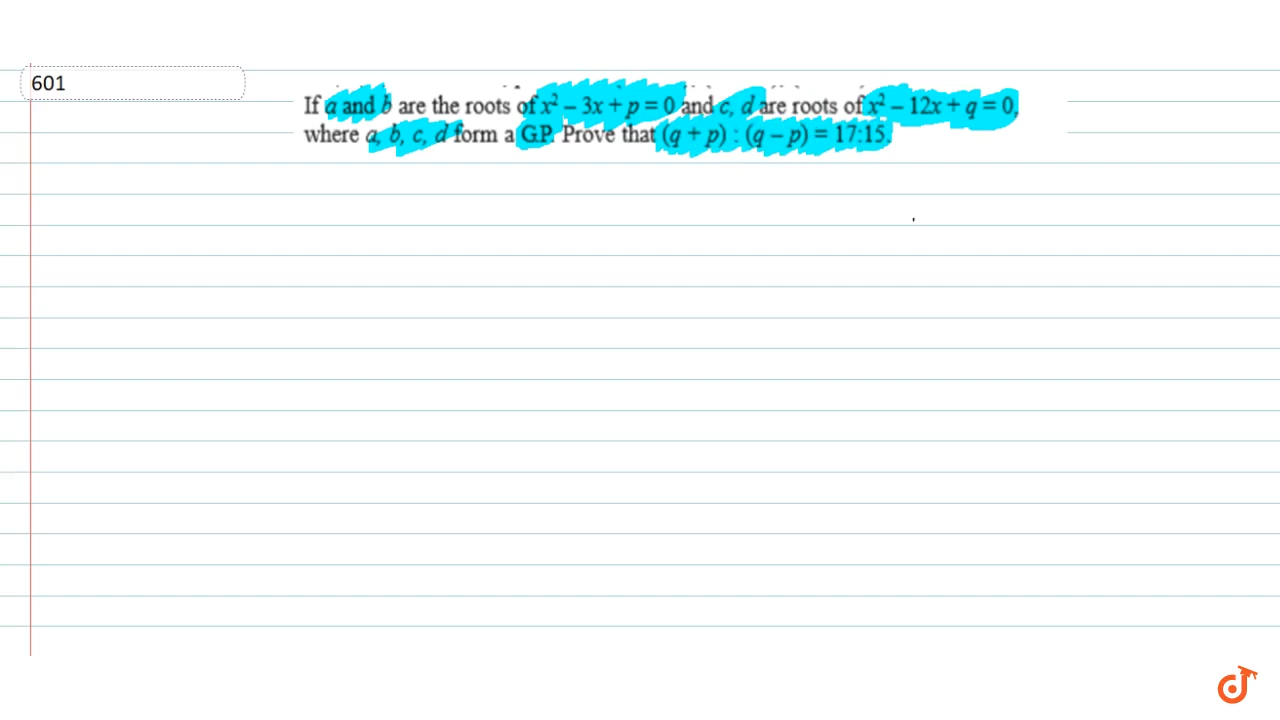 601
If a and b are the roots of x² – 3x + p = 0 and c, d are roots of x² – 12x + q = 0,
where a, b, c, d form a G.P. Prove that (q + p) : (q – p) = 17:15.